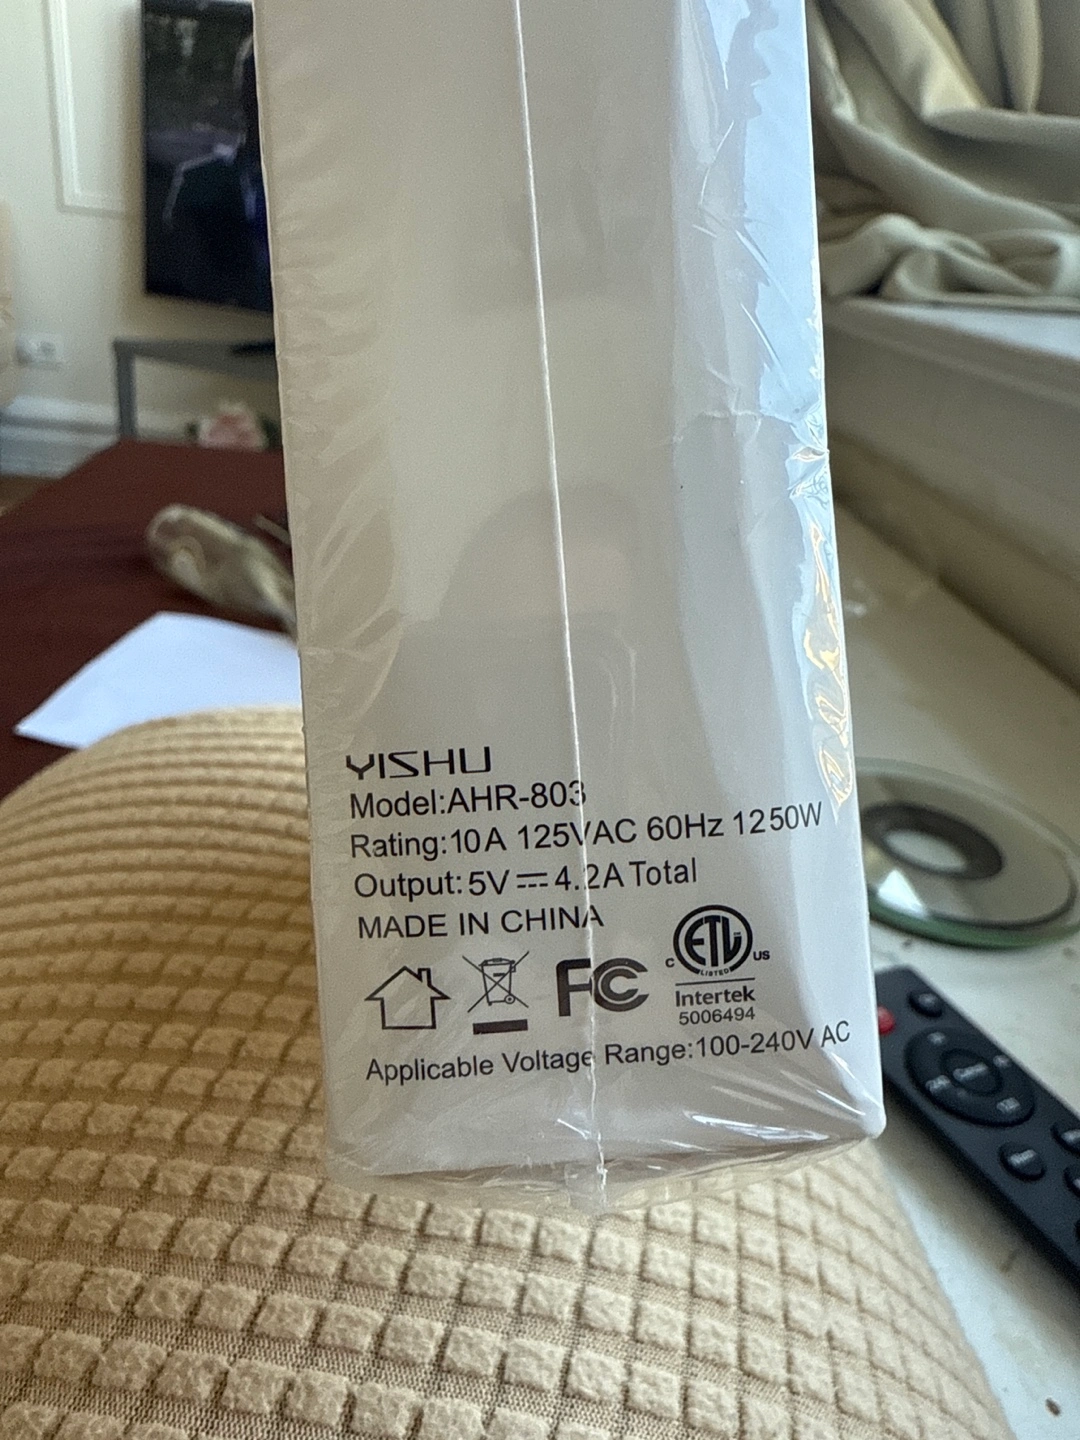 YISHU
Model:AHR-803
Rating:10A 125VAC 60Hz 1250W
Output:5V⎓4.2A Total
MADE IN CHINA
FC
ETL
LISTED
C US
Intertek
5006494
Applicable Voltage Range:100-240V AC